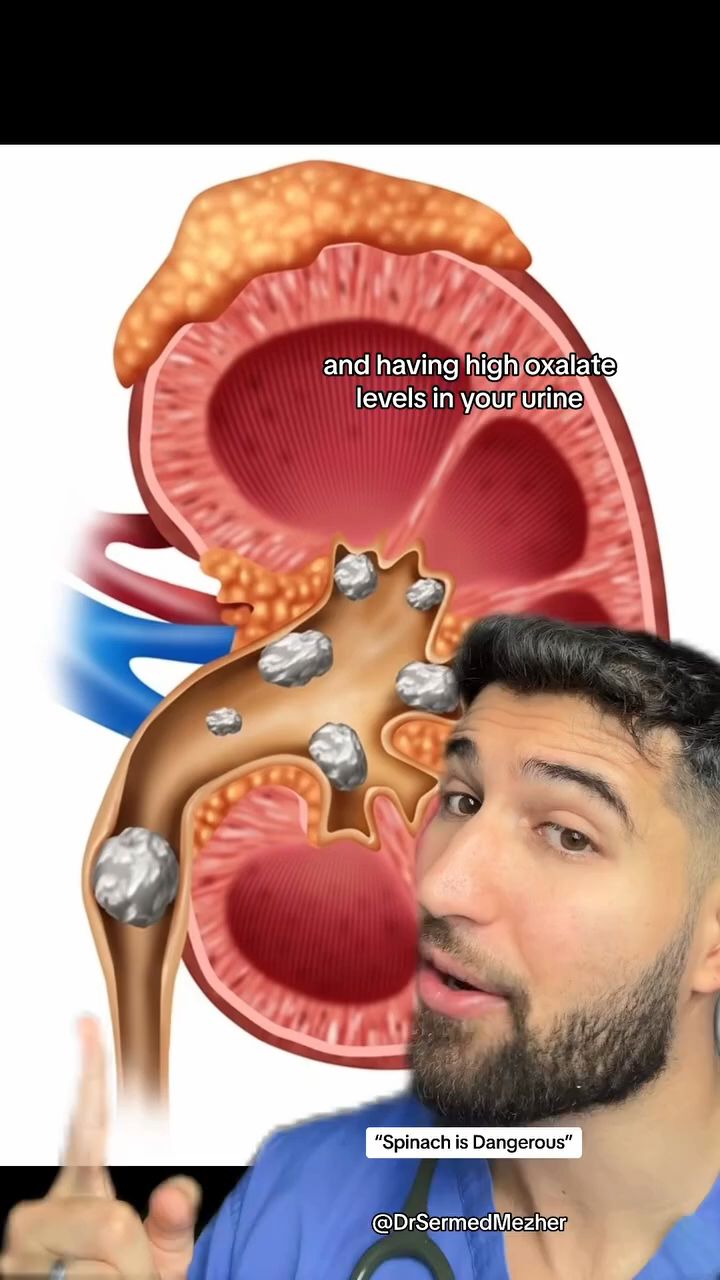 and having high oxalate
levels in your urine
“Spinach is Dangerous”
@DrSermedMezher